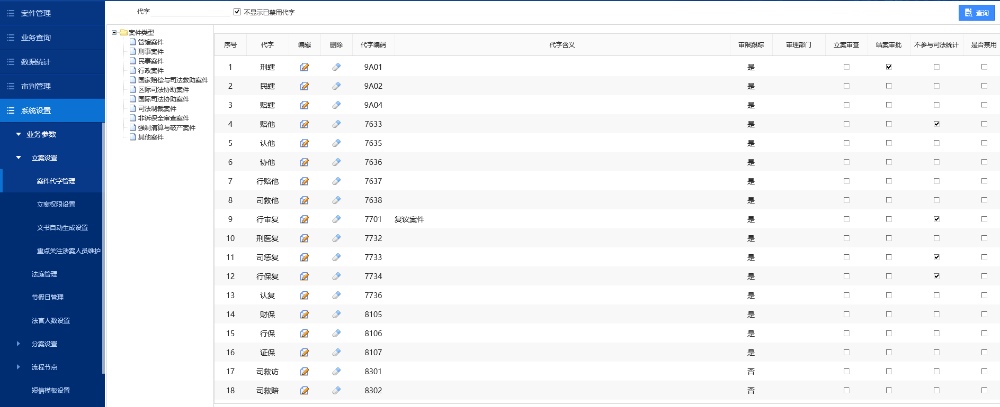 案件管理
业务查询
数据统计
审判管理
系统设置
业务参数
立案设置
案件代字管理
立案权限设置
文书自动生成设置
重点关注涉案人员维护
法庭管理
节假日管理
法官人数设置
分案设置
流程节点
短信模板设置
代字 不显示已禁用代字 查询
案件类型
管辖案件
刑事案件
民事案件
行政案件
国家赔偿与司法救助案件
区际司法协助案件
国际司法协助案件
司法制裁案件
非诉保全审查案件
强制清算与破产案件
其他案件
序号 代字 编辑 删除 代字编码 代字含义 审限跟踪 审理部门 立案审查 结案审批 不参与司法统计 是否禁用
1 刑辖 9A01 是
2 民辖 9A02 是
3 赔辖 9A04 是
4 赔他 7633 是
5 认他 7635 是
6 协他 7636 是
7 行赔他 7637 是
8 司救他 7638 是
9 行审复 7701 复议案件 是
10 刑医复 7732 是
11 司惩复 7733 是
12 行保复 7734 是
13 认复 7736 是
14 财保 8105 是
15 行保 8106 是
16 证保 8107 是
17 司救访 8301 否
18 司救赔 8302 否